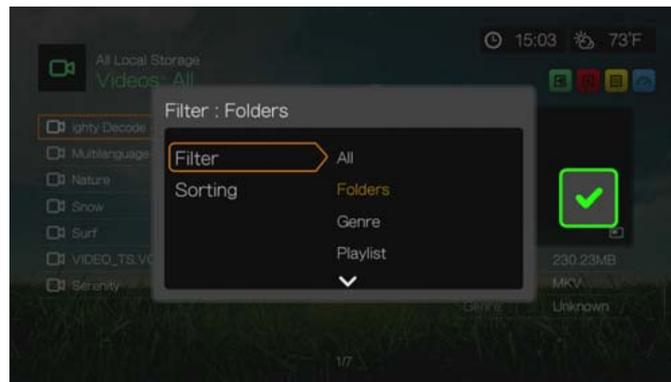 15:03 73°F
All Local Storage
Videos: All
Filter : Folders
ighty Decode
Filter All
Multilanguage
Sorting Folders
Nature
Genre
Snow
Playlist
Surf
VIDEO_TS.VO
230.23MB
Serenity
MKV
Genre Unknown
1/7